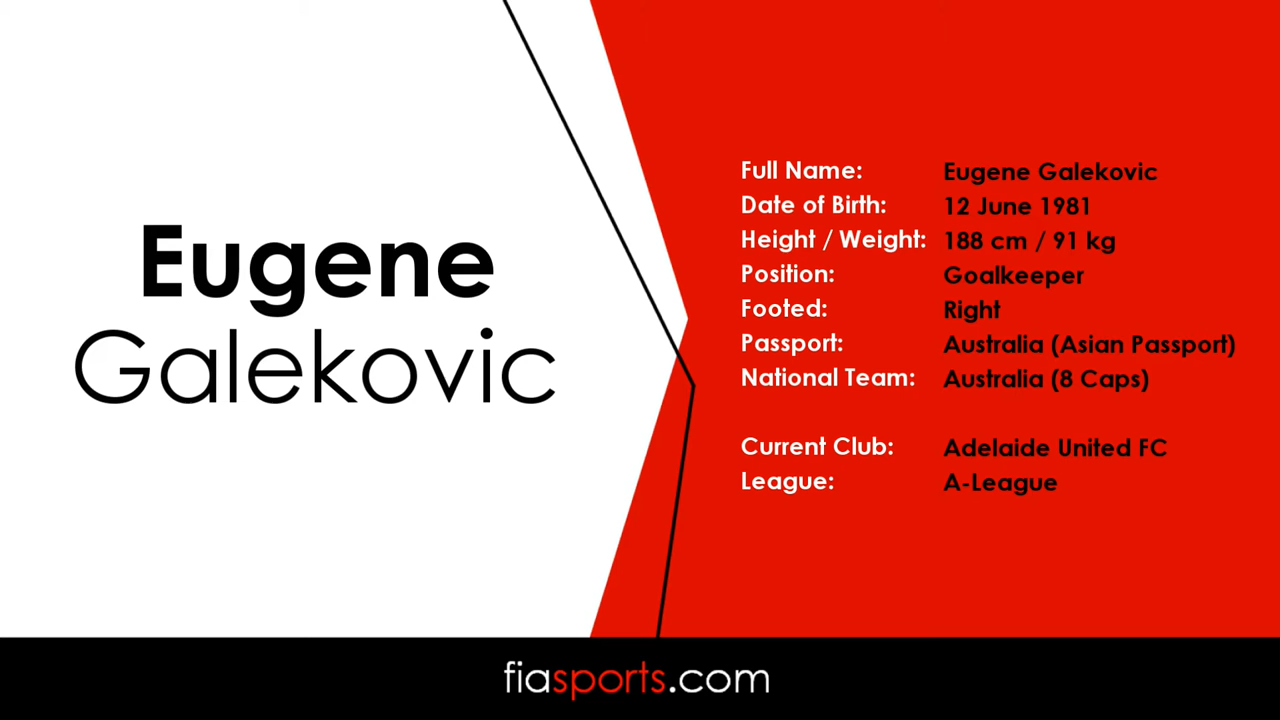 Eugene
Galekovic
Full Name: Eugene Galekovic
Date of Birth: 12 June 1981
Height / Weight: 188 cm / 91 kg
Position: Goalkeeper
Footed: Right
Passport: Australia (Asian Passport)
National Team: Australia (8 Caps)
Current Club: Adelaide United FC
League: A-League
fiasports.com